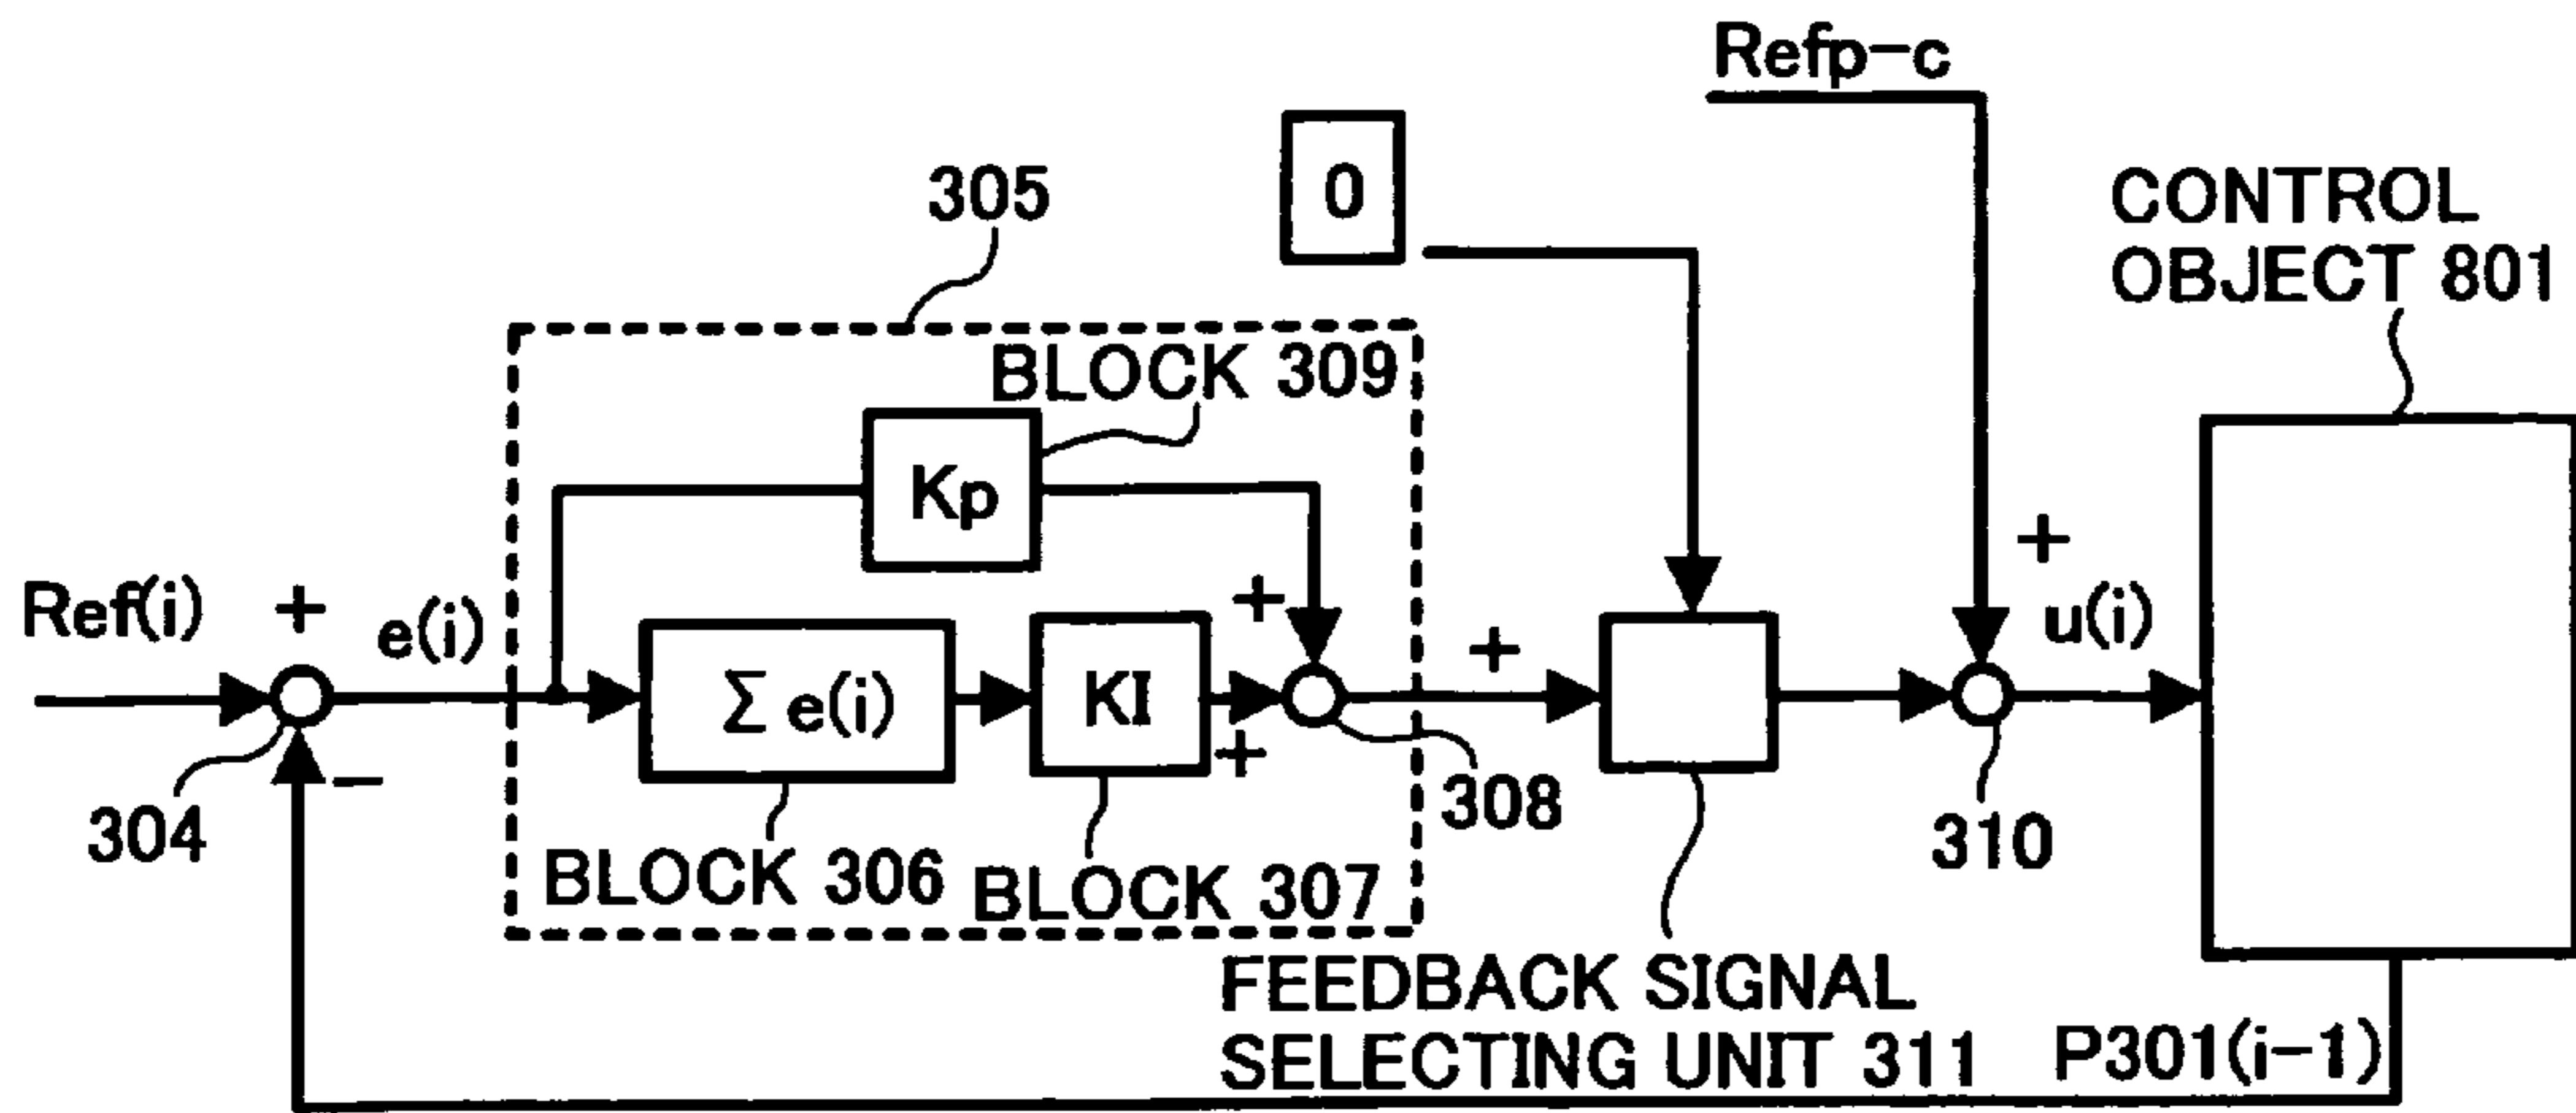 Refp-c
0
305
CONTROL
OBJECT 801
BLOCK 309
Kp
+
Ref(i)
+
e(i)
+
+
u(i)
Σ e(i)
KI
+
−
304
308
310
BLOCK 306
BLOCK 307
FEEDBACK SIGNAL
SELECTING UNIT 311
P301(i-1)